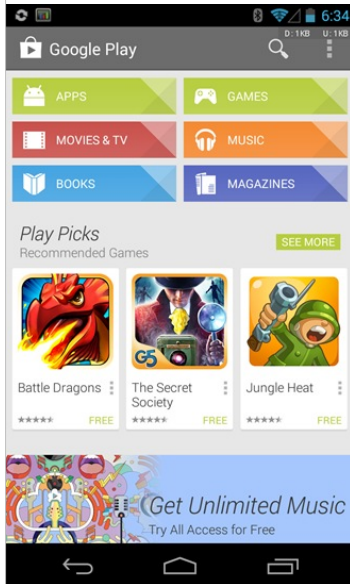 6:34
D: 1KB U: 1KB
Google Play
APPS
GAMES
MOVIES & TV
MUSIC
BOOKS
MAGAZINES
Play Picks
Recommended Games
SEE MORE
G5
Battle Dragons
The Secret
Society
Jungle Heat
FREE
FREE
FREE
Get Unlimited Music
Try All Access for Free